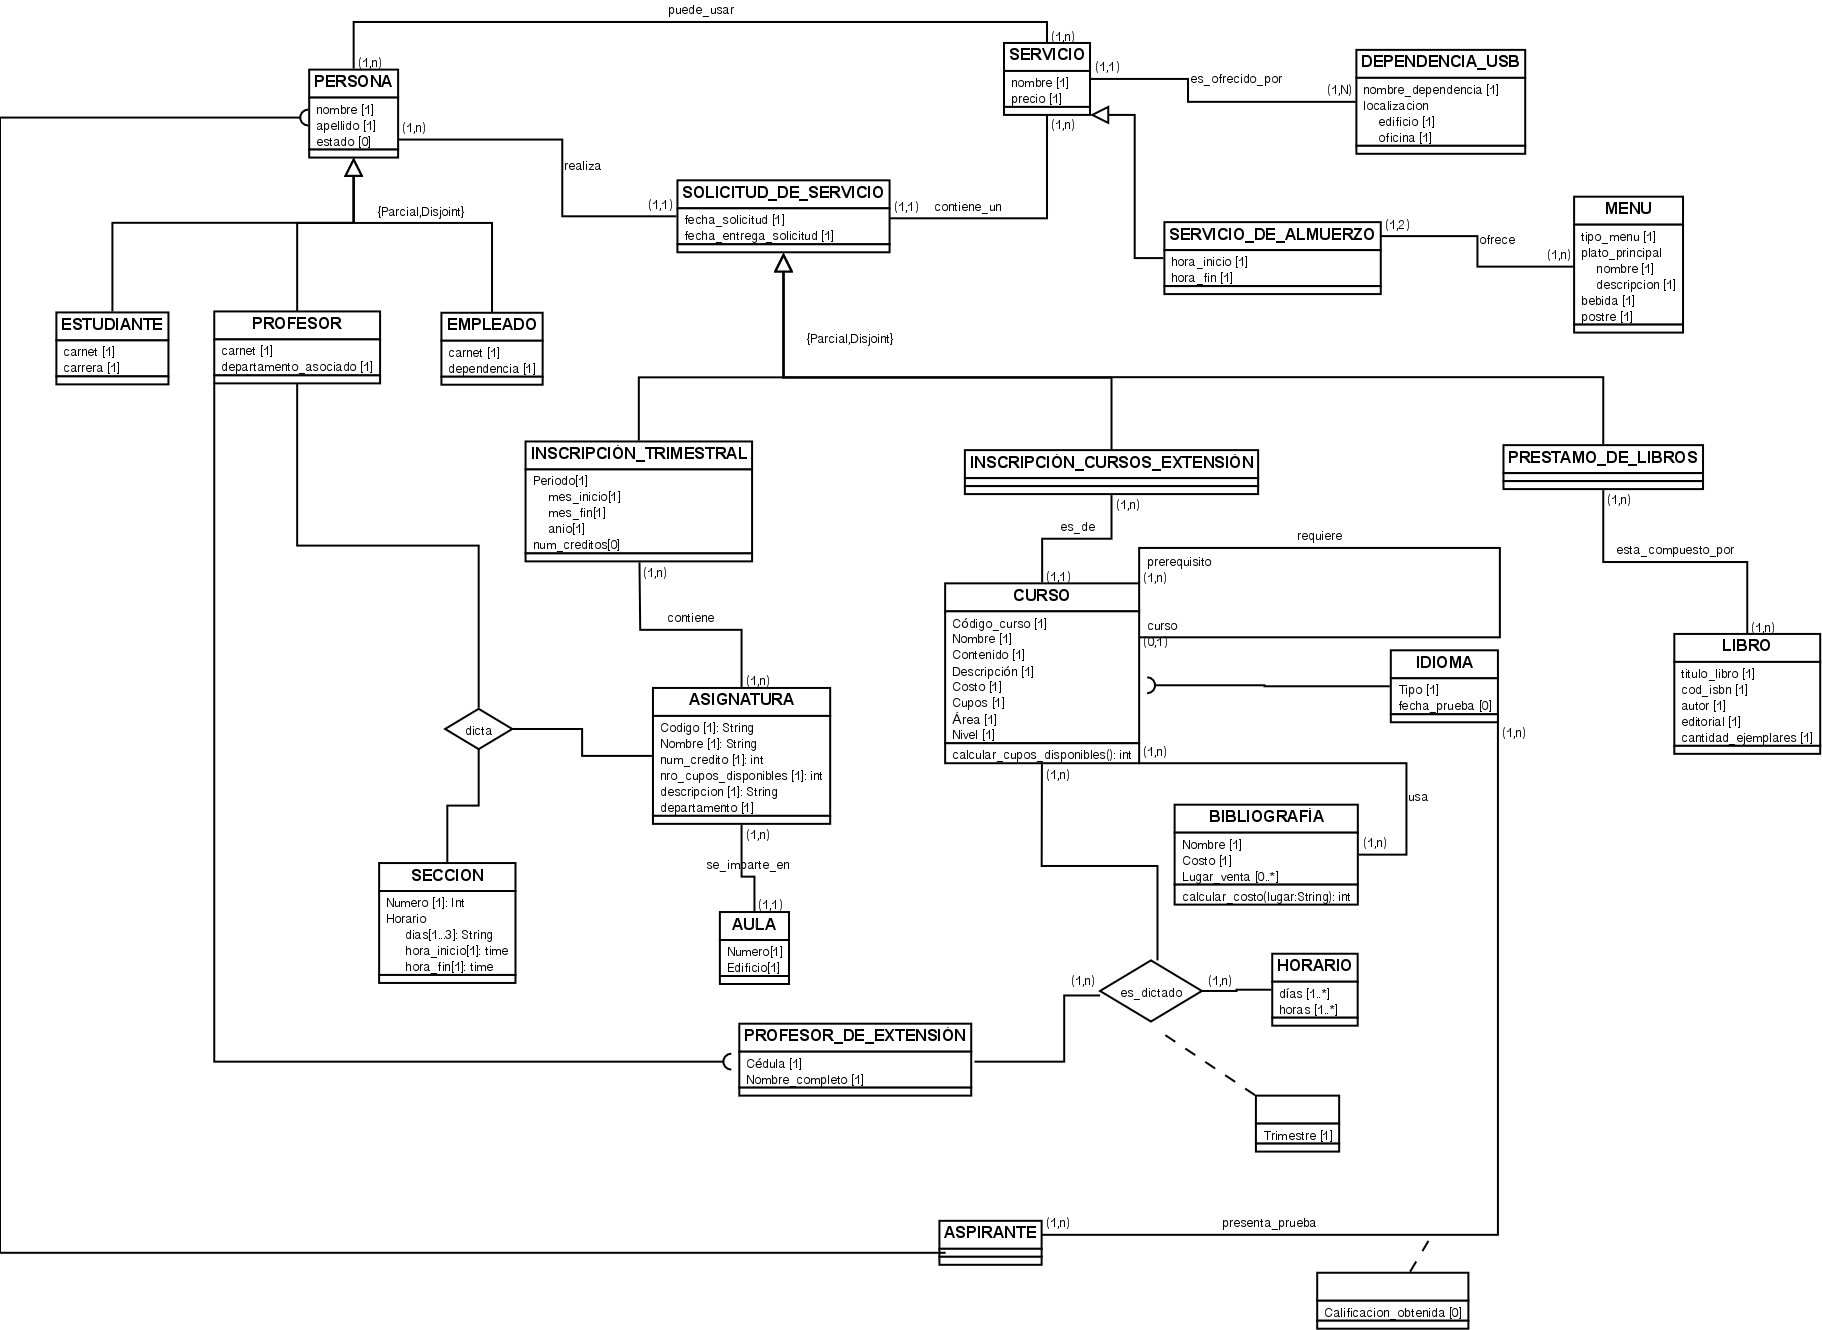 puede_usar
(1,n)
(1,n)
PERSONA
nombre [1]
apellido [1]
estado [0]
(1,n)
realiza
(1,1)
SERVICIO
nombre [1]
precio [1]
(1,1)
es_ofrecido_por
(1,N)
(1,n)
DEPENDENCIA_USB
nombre_dependencia [1]
localizacion
edificio [1]
oficina [1]
SOLICITUD_DE_SERVICIO
fecha_solicitud [1]
fecha_entrega_solicitud [1]
(1,1)
contiene_un
SERVICIO_DE_ALMUERZO
hora_inicio [1]
hora_fin [1]
(1,2)
ofrece
(1,n)
MENU
tipo_menu [1]
plato_principal
nombre [1]
descripcion [1]
bebida [1]
postre [1]
{Parcial,Disjoint}
ESTUDIANTE
carnet [1]
carrera [1]
PROFESOR
carnet [1]
departamento_asociado [1]
EMPLEADO
carnet [1]
dependencia [1]
{Parcial,Disjoint}
INSCRIPCIÓN_TRIMESTRAL
Periodo[1]
mes_inicio[1]
mes_fin[1]
anio[1]
num_creditos[0]
(1,n)
contiene
(1,n)
INSCRIPCIÓN_CURSOS_EXTENSIÓN
(1,n)
es_de
(1,1)
PRESTAMO_DE_LIBROS
(1,n)
esta_compuesto_por
(1,n)
requiere
prerequisito
(1,n)
curso
(0,1)
CURSO
Código_curso [1]
Nombre [1]
Contenido [1]
Descripción [1]
Costo [1]
Cupos [1]
Área [1]
Nivel [1]
calcular_cupos_disponibles(): int
(1,n)
(1,n)
IDIOMA
Tipo [1]
fecha_prueba [0]
(1,n)
LIBRO
titulo_libro [1]
cod_isbn [1]
autor [1]
editorial [1]
cantidad_ejemplares [1]
dicta
ASIGNATURA
Codigo [1]: String
Nombre [1]: String
num_credito [1]: int
nro_cupos_disponibles [1]: int
descripcion [1]: String
departamento [1]
(1,n)
se_imparte_en
(1,1)
usa
BIBLIOGRAFÍA
Nombre [1]
Costo [1]
Lugar_venta [0..*]
calcular_costo(lugar:String): int
(1,n)
SECCION
Numero [1]: Int
Horario
dias[1...3]: String
hora_inicio[1]: time
hora_fin[1]: time
AULA
Numero[1]
Edificio[1]
(1,n)
es_dictado
(1,n)
HORARIO
días [1..*]
horas [1..*]
PROFESOR_DE_EXTENSIÓN
Cédula [1]
Nombre_completo [1]
Trimestre [1]
ASPIRANTE
(1,n)
presenta_prueba
Calificacion_obtenida [0]